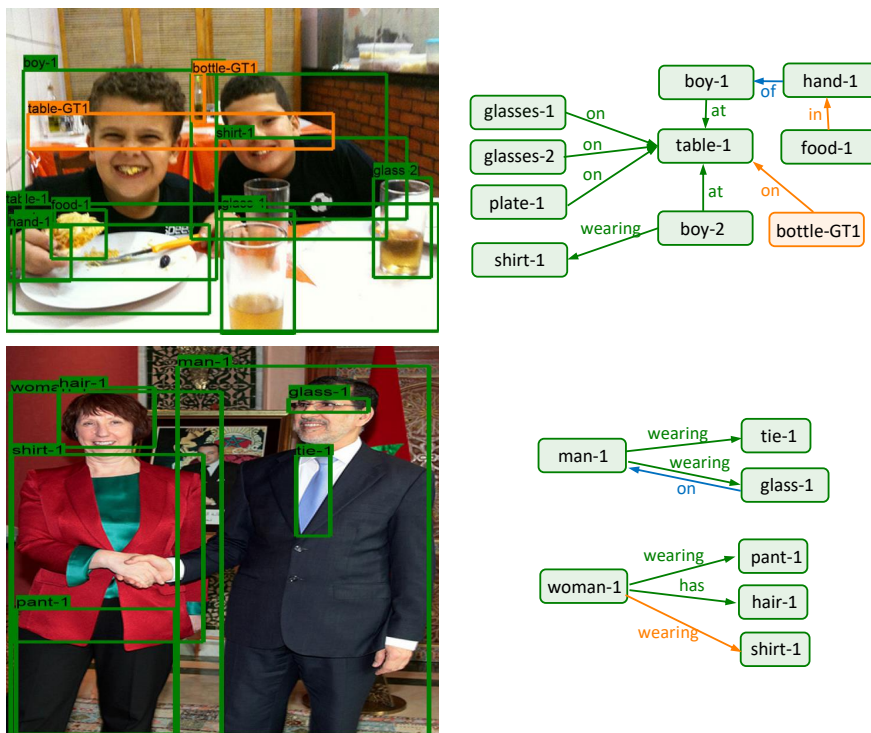 boy-1
bottle-GT1
table-GT1
shirt-1
glass-2
glass-1
food-1
hand-1
speed
boy-1
hand-1
of
glasses-1
on
at
in
glasses-2
on
table-1
food-1
on
plate-1
at
on
wearing
boy-2
bottle-GT1
shirt-1
man-1
hair-1
glass-1
shirt-1
tie-1
pant-1
wearing
tie-1
man-1
wearing
glass-1
on
wearing
pant-1
woman-1
has
hair-1
wearing
shirt-1